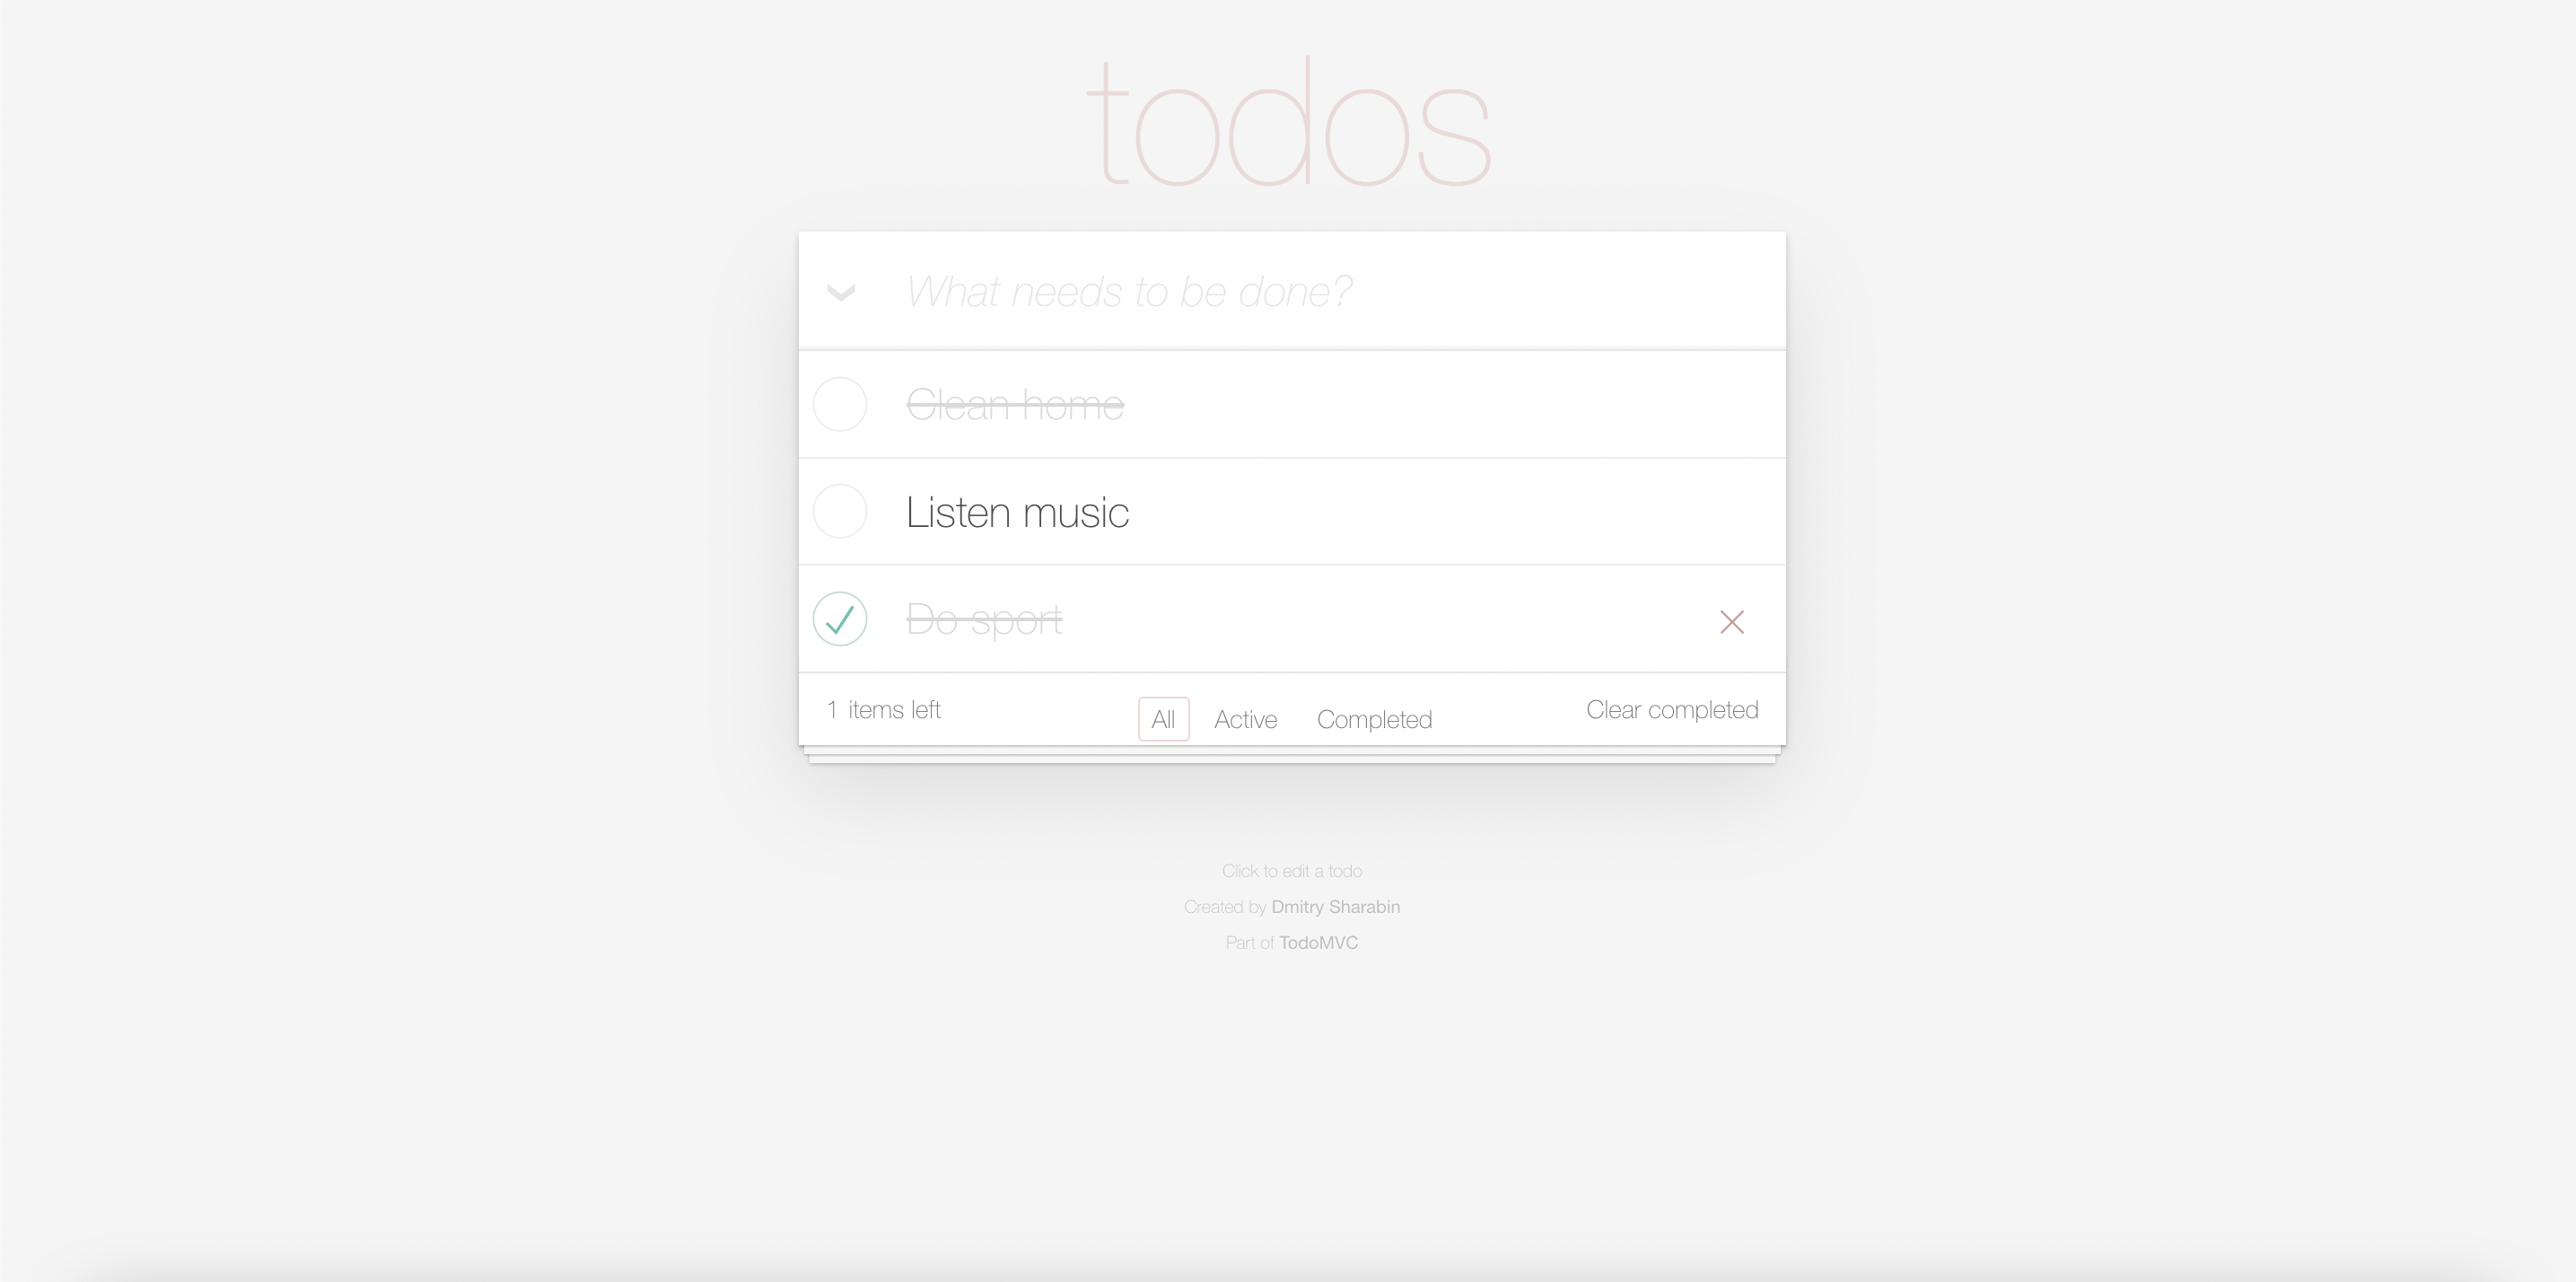 todos
What needs to be done?
Clean home
Listen music
Do sport
1 items left All Active Completed Clear completed
Click to edit a todo
Created by Dmitry Sharabin
Part of TodoMVC